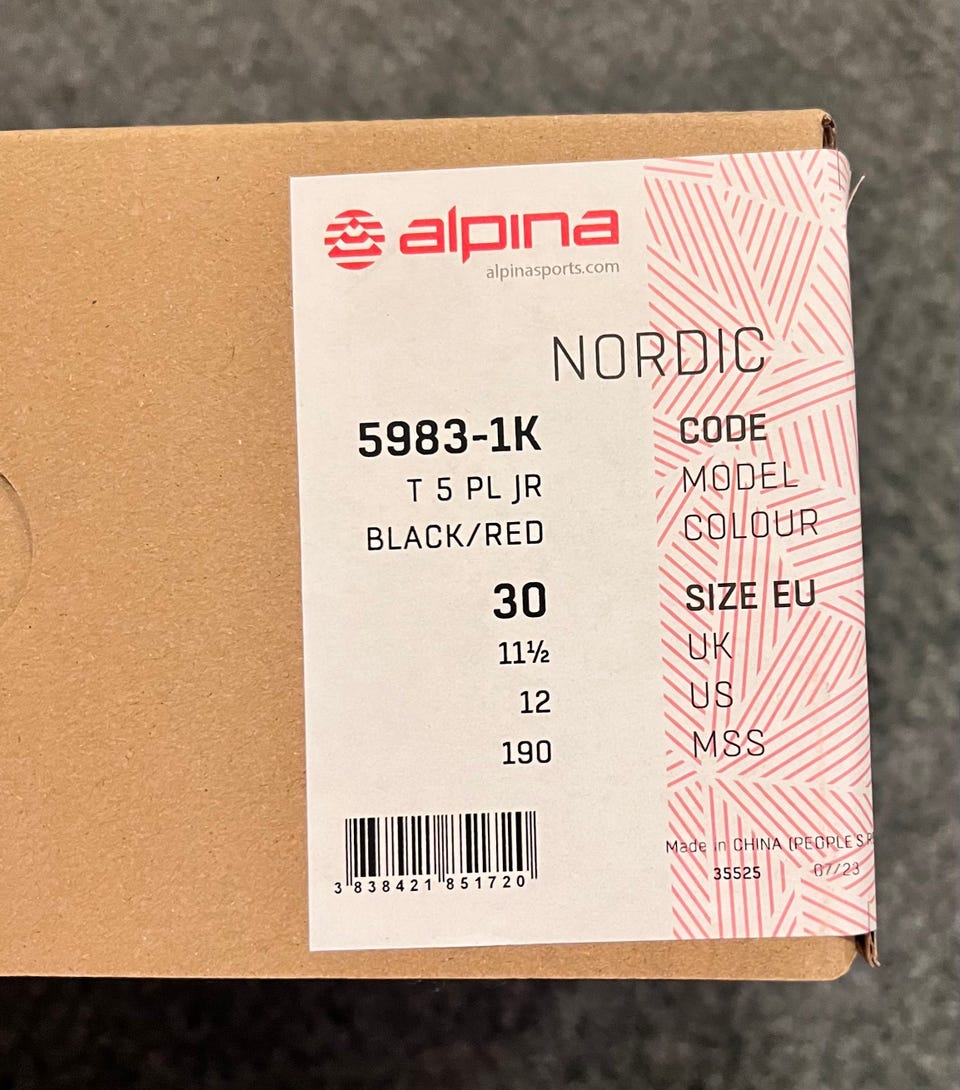 alpina
alpinasports.com
NORDIC
5983-1K CODE
T 5 PL JR MODEL
BLACK/RED COLOUR
30 SIZE EU
11½ UK
12 US
190 MSS
Made in CHINA (PEOPLE'S
35525 07/23
3 838421 851720